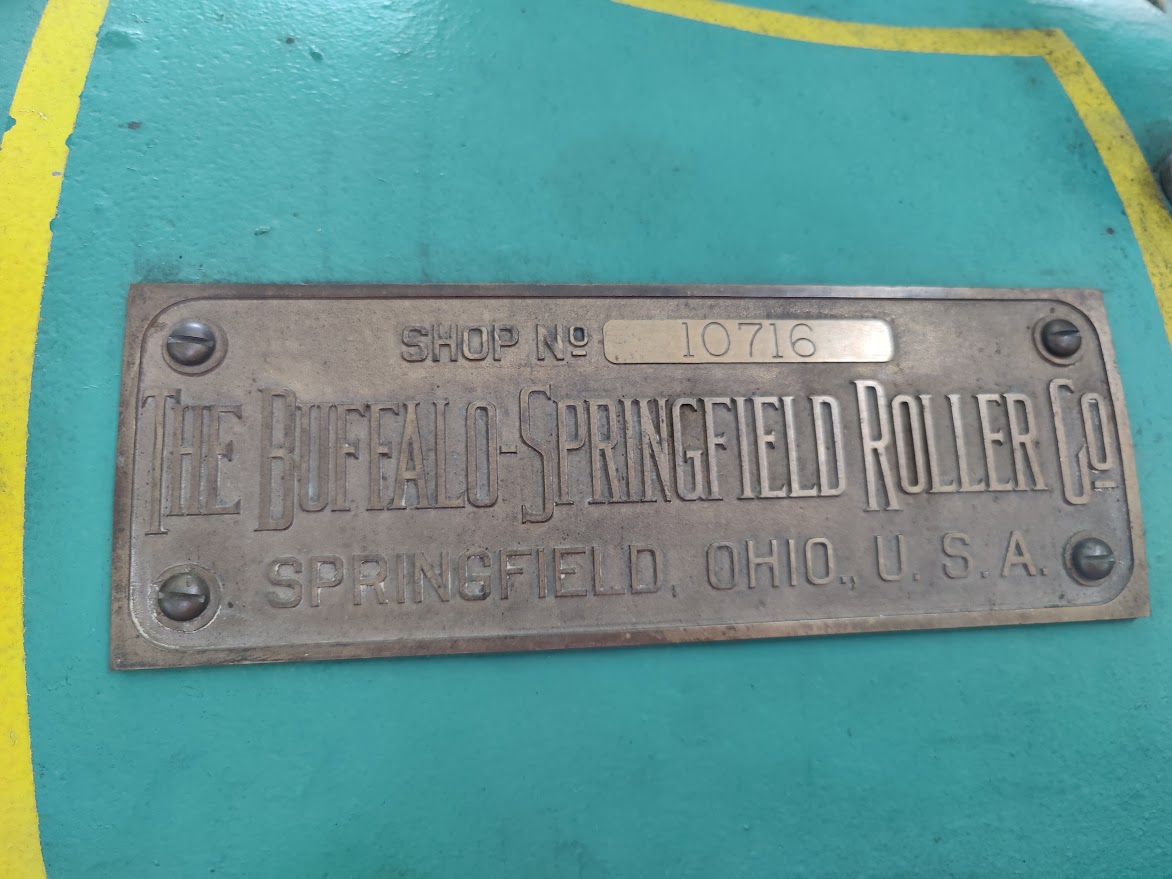 SHOP Nº 10716
THE BUFFALO-SPRINGFIELD ROLLER Cº
SPRINGFIELD, OHIO., U.S.A.